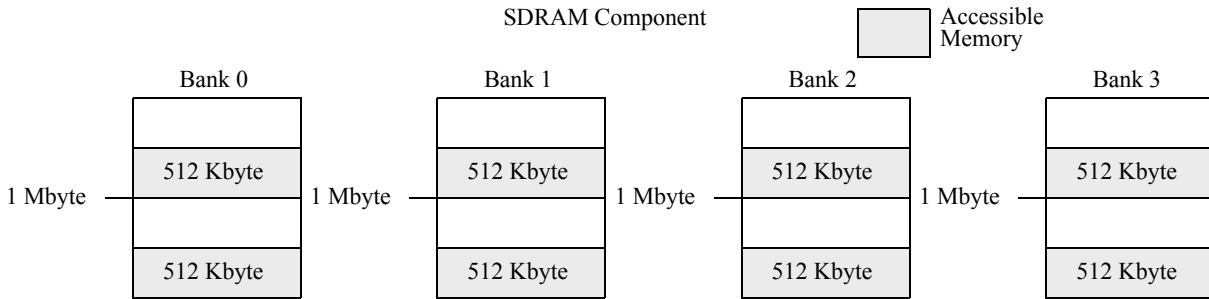 SDRAM Component
Accessible
Memory
Bank 0
Bank 1
Bank 2
Bank 3
512 Kbyte
512 Kbyte
512 Kbyte
512 Kbyte
1 Mbyte
1 Mbyte
1 Mbyte
1 Mbyte
512 Kbyte
512 Kbyte
512 Kbyte
512 Kbyte